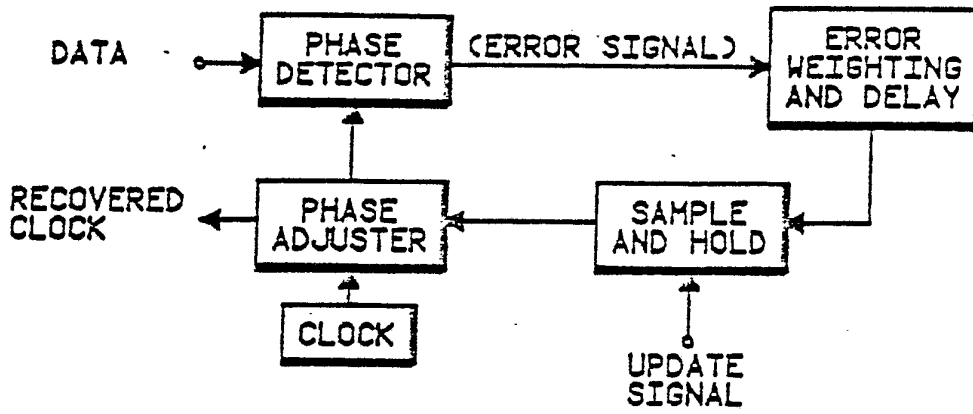 DATA
PHASE
DETECTOR
(ERROR SIGNAL)
ERROR
WEIGHTING
AND DELAY
RECOVERED
CLOCK
PHASE
ADJUSTER
SAMPLE
AND HOLD
CLOCK
UPDATE
SIGNAL